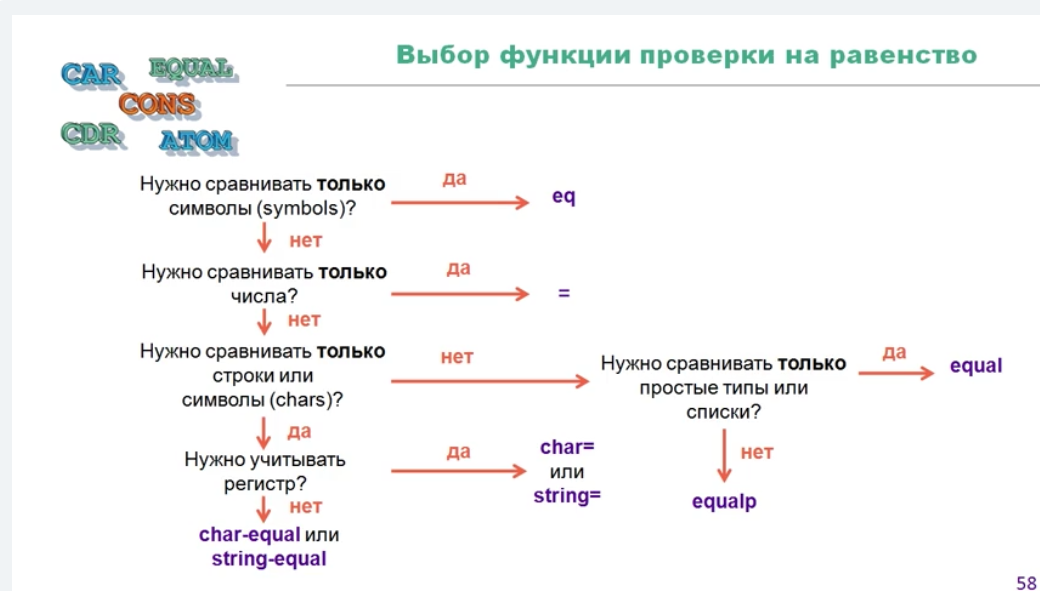 Выбор функции проверки на равенство
CAR
EQUAL
CONS
CDR
ATOM
Нужно сравнивать только
символы (symbols)?
да
eq
нет
Нужно сравнивать только
числа?
да
=
нет
Нужно сравнивать только
строки или
символы (chars)?
нет
Нужно сравнивать только
простые типы или
списки?
да
equal
нет
equalp
да
Нужно учитывать
регистр?
да
char=
или
string=
нет
char-equal или
string-equal
58